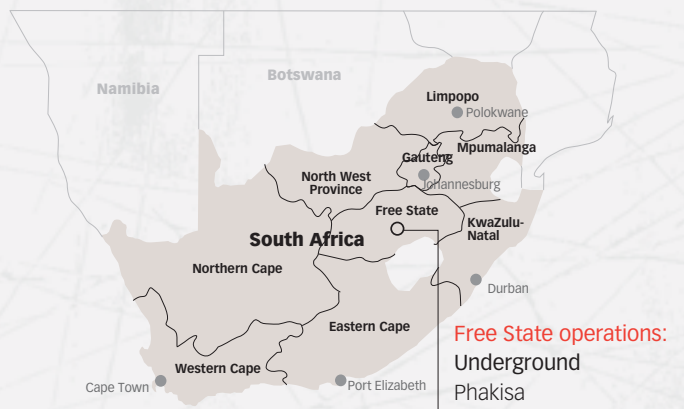 Namibia
Botswana
Limpopo
Polokwane
Mpumalanga
Gauteng
Johannesburg
North West
Province
Free State
KwaZulu-
Natal
South Africa
Northern Cape
Durban
Eastern Cape
Western Cape
Cape Town
Port Elizabeth
Free State operations:
Underground
Phakisa